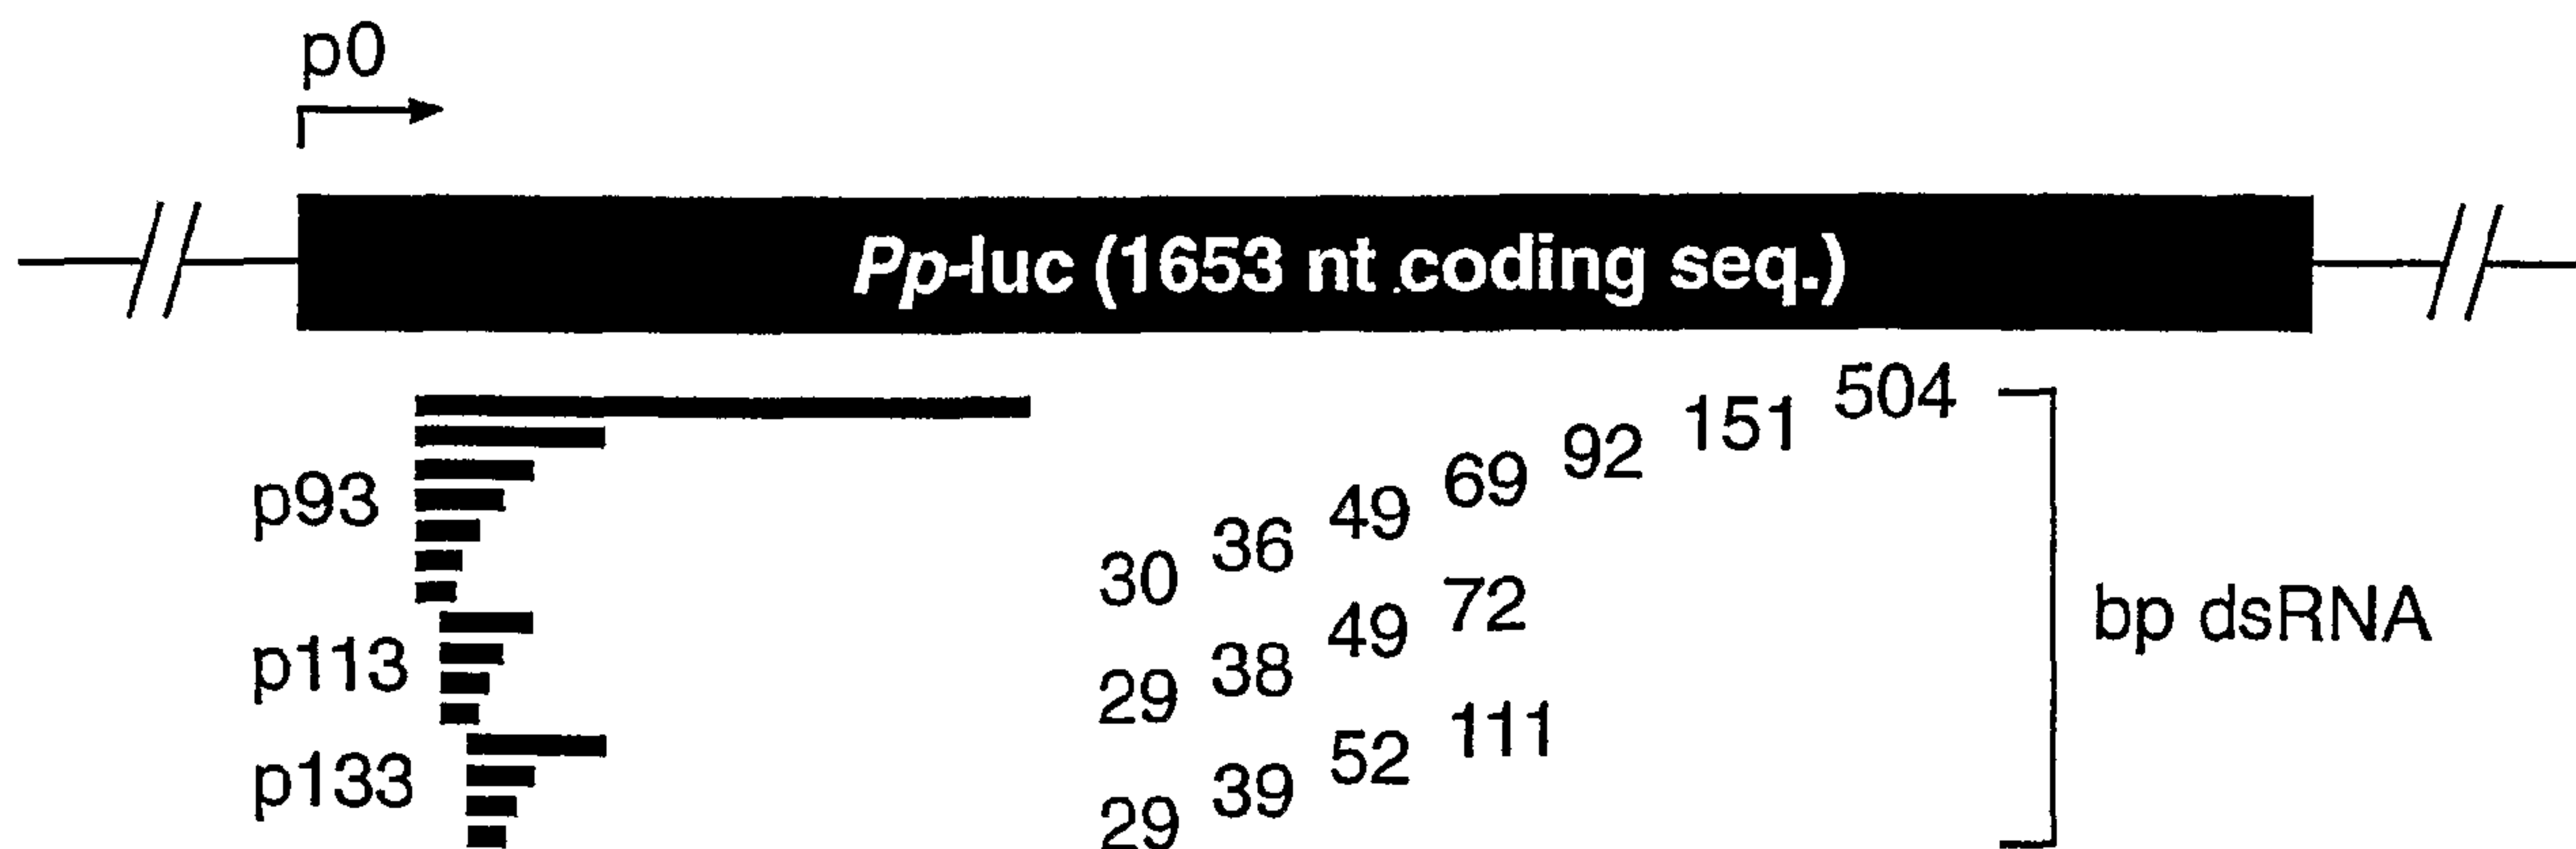 p0
Pp-luc (1653 nt coding seq.)
p93
30 36 49 69 92 151 504
p113
29 38 49 72
p133
29 39 52 111
bp dsRNA